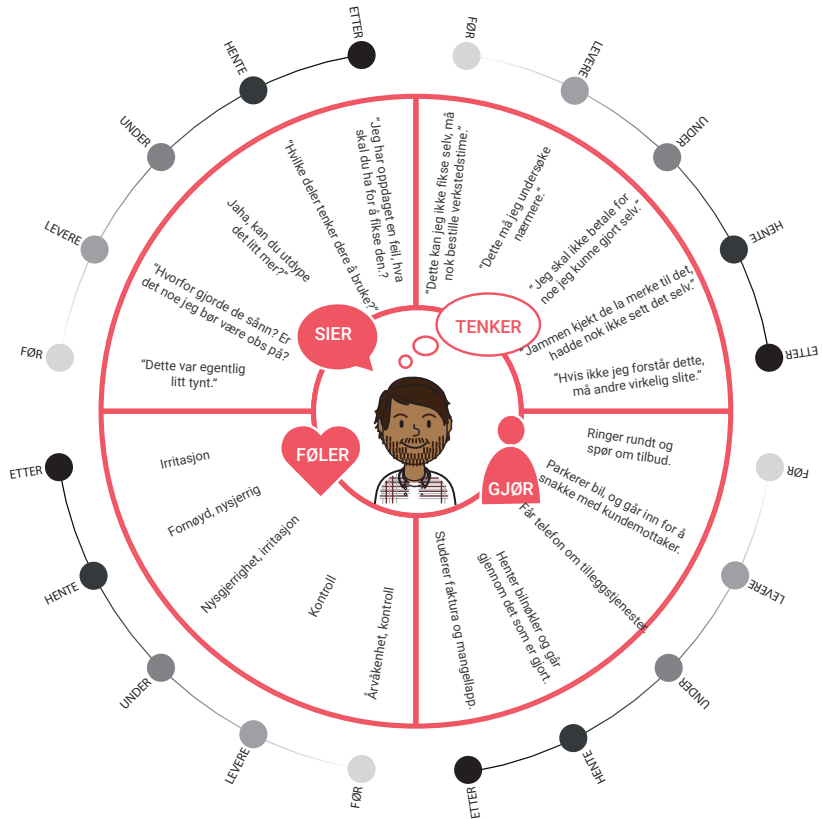 FØR
LEVERE
UNDER
HENTE
ETTER
SIER
“Dette var egentlig
litt tynt.”
“Hvorfor gjorde de sånn? Er
det noe jeg bør være obs på?
Jaha, kan du utdype
det litt mer?”
“Hvilke deler tenker dere å bruke?”
“Jeg har oppdaget en feil, hva
skal du ha for å fikse den.?
FØR
LEVERE
UNDER
HENTE
ETTER
TENKER
“Dette kan jeg ikke fikse selv, må
nok bestille verkstedstime.”
“Dette må jeg undersøke
nærmere.”
“Jeg skal ikke betale for
noe jeg kunne gjort selv.”
“Jammen kjekt de la merke til det,
hadde nok ikke sett det selv.”
“Hvis ikke jeg forstår dette,
må andre virkelig slite.”
FØR
LEVERE
UNDER
HENTE
ETTER
GJØR
Ringer rundt og
spør om tilbud.
Parkerer bil, og går inn for å
snakke med kundemottaker.
Får telefon om tilleggstjenester.
Henter bilnøkler og går
gjennom det som er gjort.
Studerer faktura og mangellapp.
FØR
LEVERE
UNDER
HENTE
ETTER
FØLER
Årvåkenhet, kontroll
Kontroll
Nysgjerrighet, irritasjon
Fornøyd, nysjerrig
Irritasjon